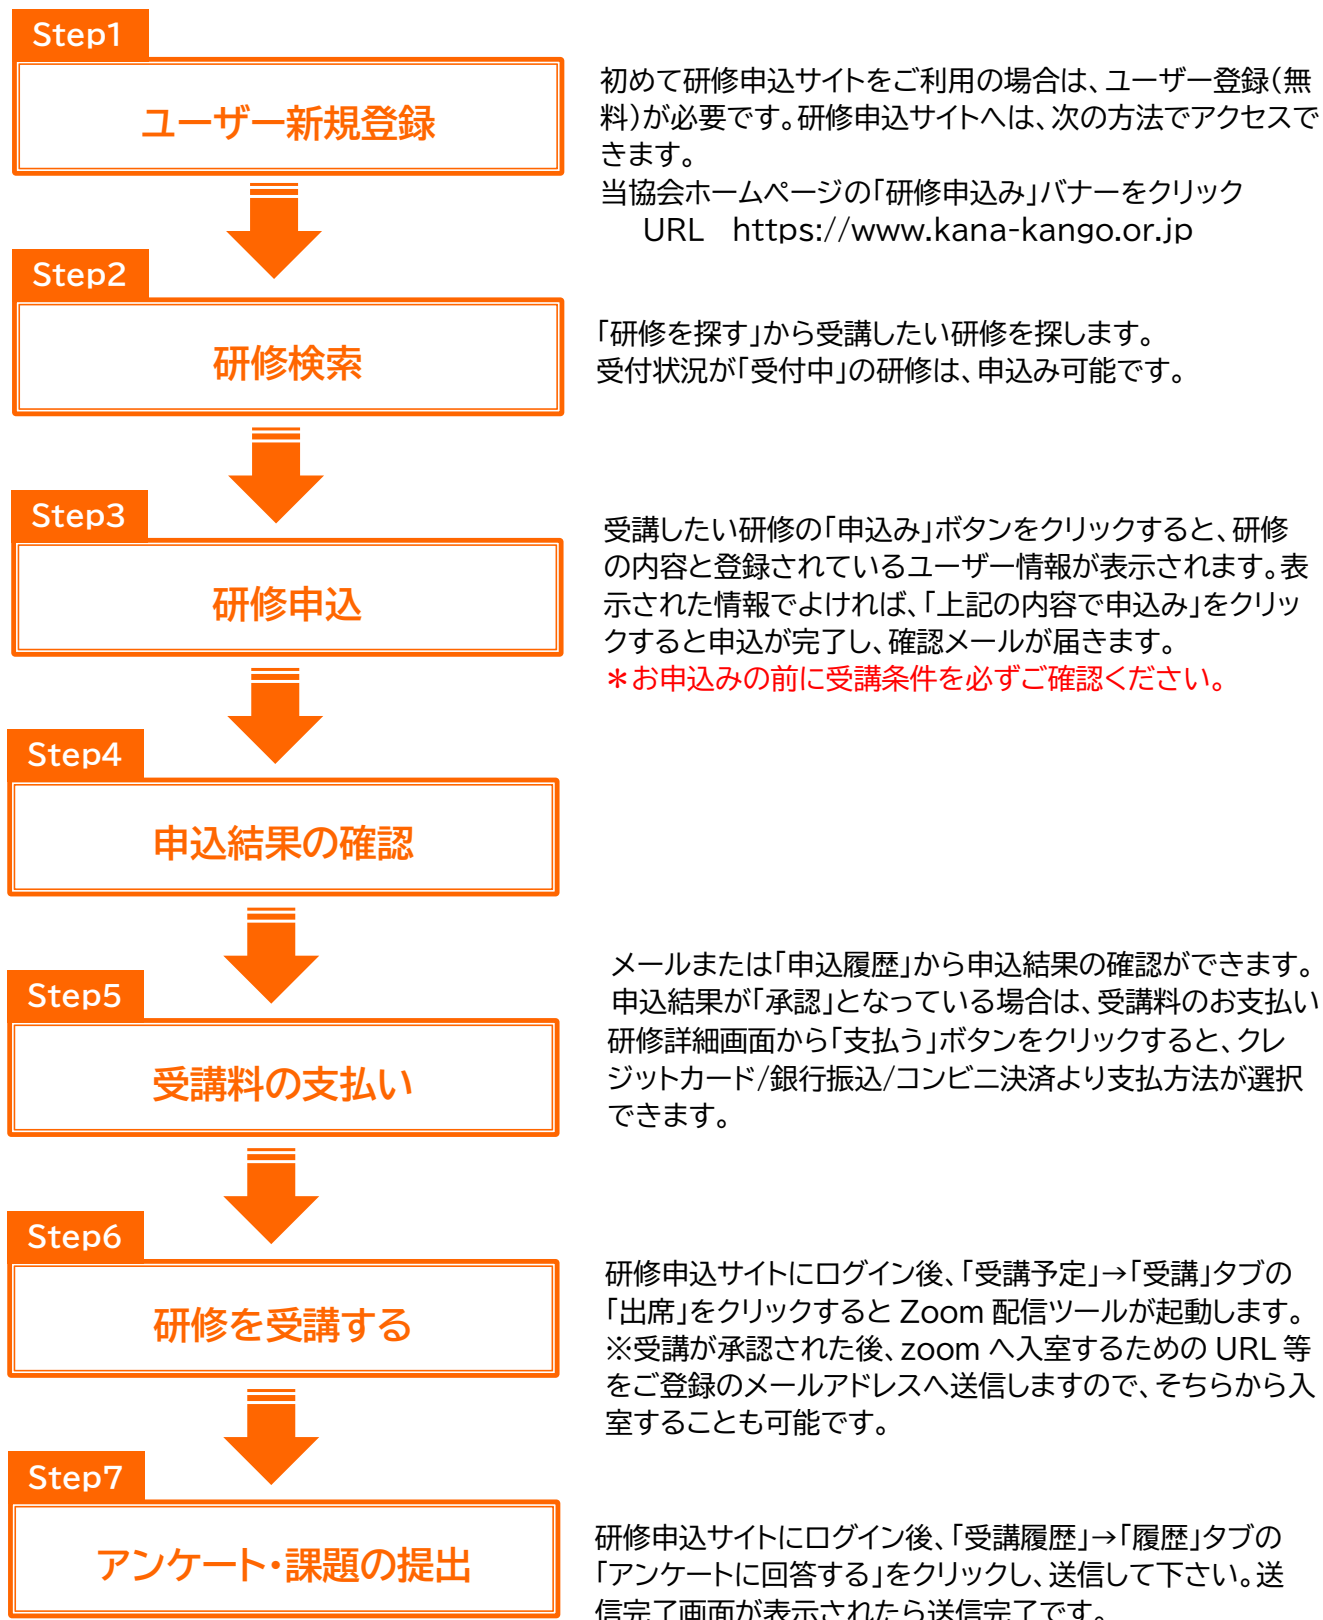 Step1
ユーザー新規登録
初めて研修申込サイトをご利用の場合は、ユーザー登録(無
料)が必要です。研修申込サイトへは、次の方法でアクセスで
きます。
当協会ホームページの「研修申込み」バナーをクリック
URL https://www.kana-kango.or.jp
Step2
研修検索
「研修を探す」から受講したい研修を探します。
受付状況が「受付中」の研修は、申込み可能です。
Step3
研修申込
受講したい研修の「申込み」ボタンをクリックすると、研修
の内容と登録されているユーザー情報が表示されます。表
示された情報でよければ、「上記の内容で申込み」をクリッ
クすると申込が完了し、確認メールが届きます。
＊お申込みの前に受講条件を必ずご確認ください。
Step4
申込結果の確認
Step5
受講料の支払い
メールまたは「申込履歴」から申込結果の確認ができます。
申込結果が「承認」となっている場合は、受講料のお支払い
研修詳細画面から「支払う」ボタンをクリックすると、クレ
ジットカード/銀行振込/コンビニ決済より支払方法が選択
できます。
Step6
研修を受講する
研修申込サイトにログイン後、「受講予定」→「受講」タブの
「出席」をクリックすると Zoom 配信ツールが起動します。
※受講が承認された後、zoom へ入室するための URL 等
をご登録のメールアドレスへ送信しますので、そちらから入
室することも可能です。
Step7
アンケート・課題の提出
研修申込サイトにログイン後、「受講履歴」→「履歴」タブの
「アンケートに回答する」をクリックし、送信して下さい。送
信完了画面が表示されたら送信完了です。